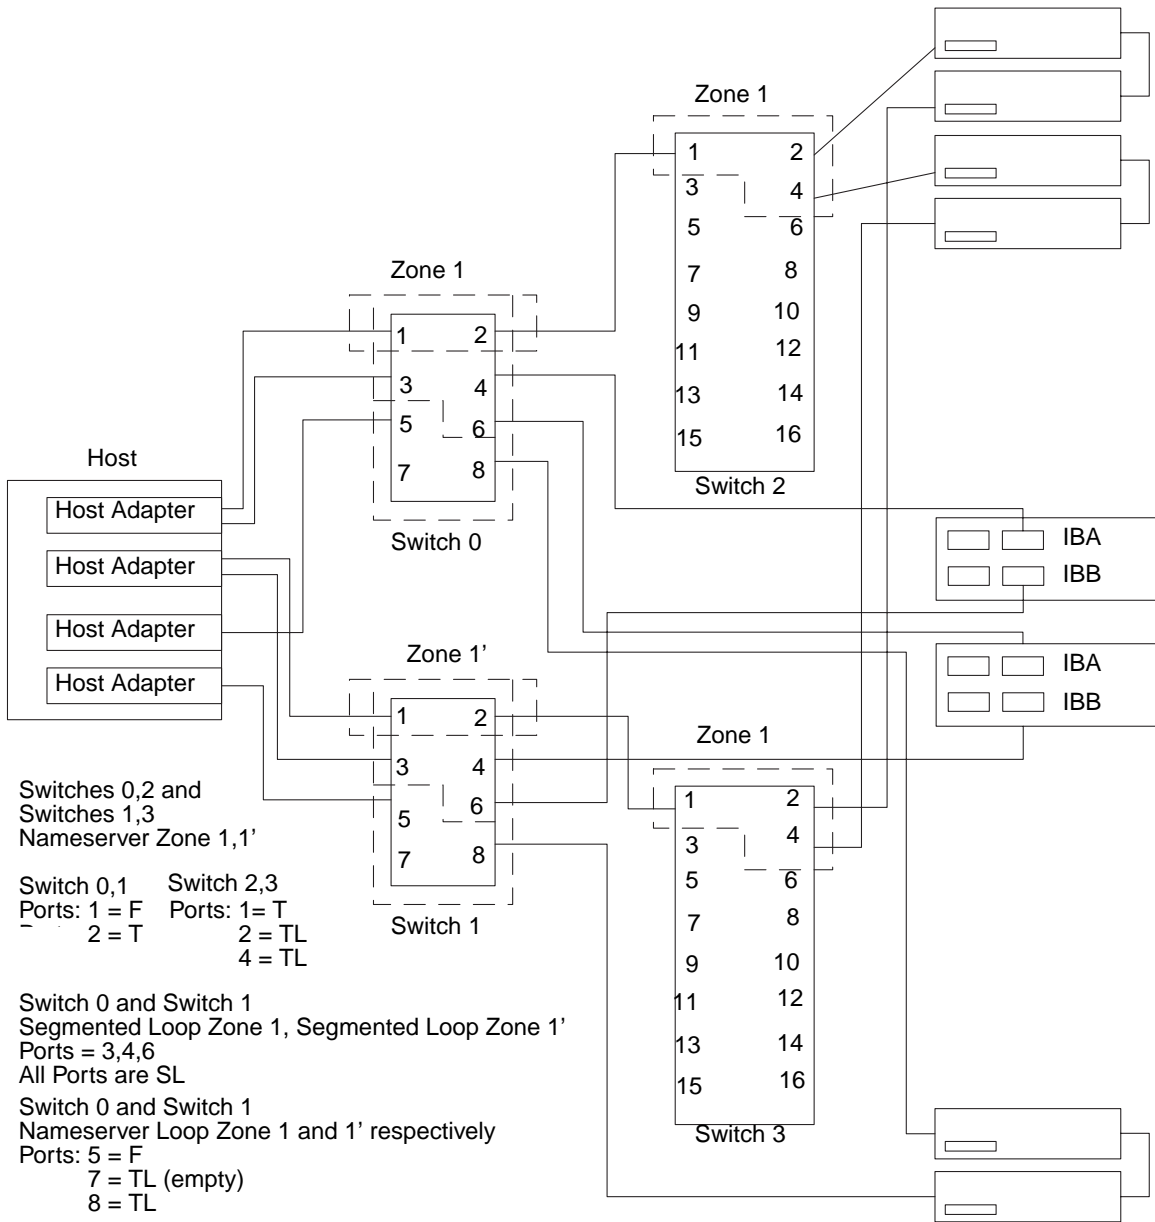 Zone 1
1 2
3 4
5 6
7 8
9 10
11 12
13 14
15 16
Switch 2
Zone 1
1 2
3 4
5 6
7 8
Switch 0
Host
Host Adapter
Host Adapter
Host Adapter
Host Adapter
IBA
IBB
IBA
IBB
Zone 1’
1 2
3 4
5 6
7 8
Switch 1
Zone 1
1 2
3 4
5 6
7 8
9 10
11 12
13 14
15 16
Switch 3
Switches 0,2 and
Switches 1,3
Nameserver Zone 1,1’
Switch 0,1 Switch 2,3
Ports: 1 = F Ports: 1= T
2 = T 2 = TL
4 = TL
Switch 0 and Switch 1
Segmented Loop Zone 1, Segmented Loop Zone 1’
Ports = 3,4,6
All Ports are SL
Switch 0 and Switch 1
Nameserver Loop Zone 1 and 1’ respectively
Ports: 5 = F
7 = TL (empty)
8 = TL